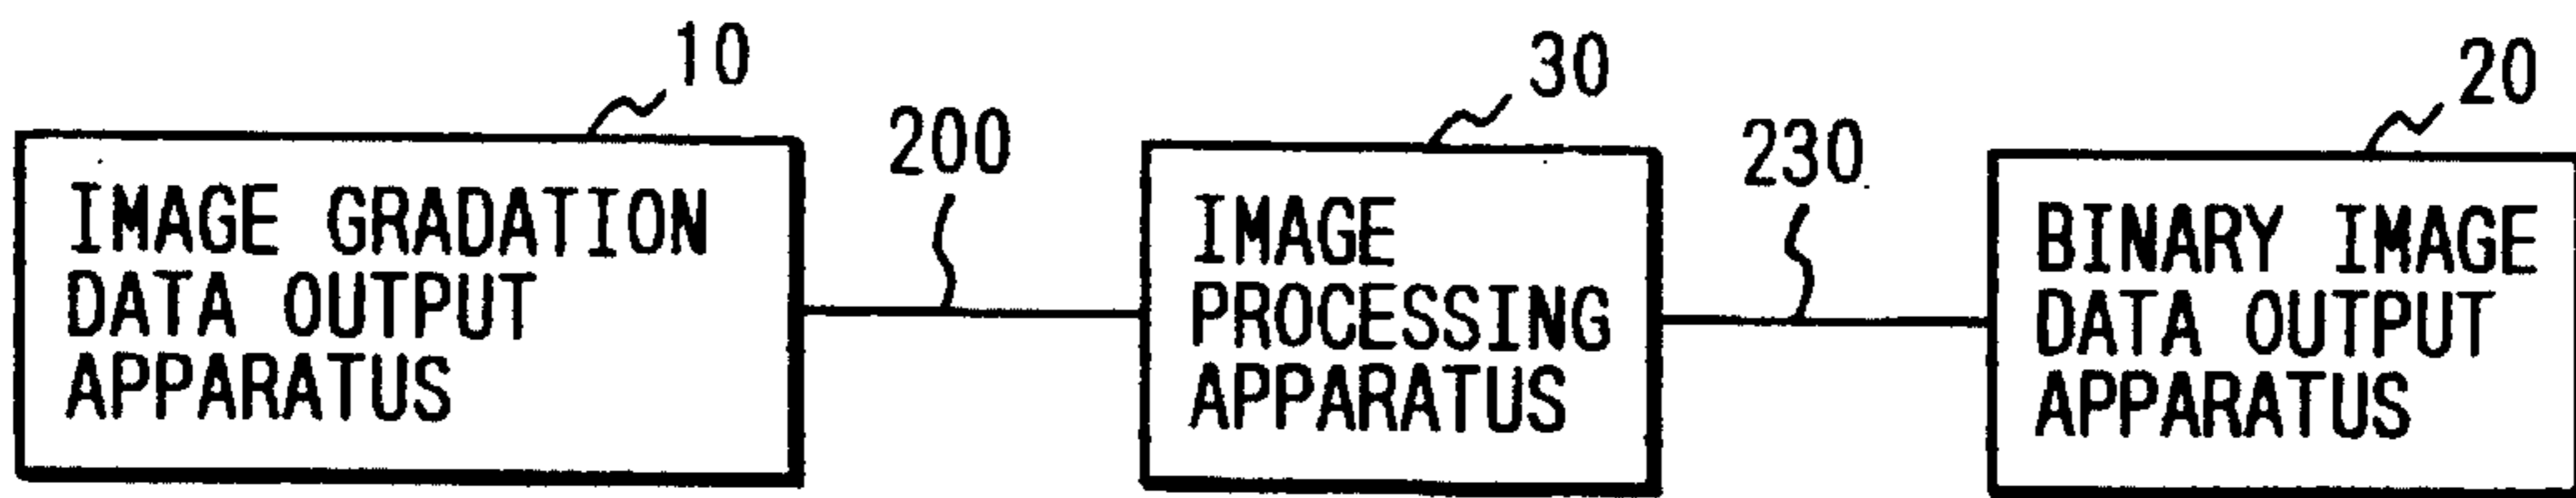 10
30
20
200
230
IMAGE GRADATION
DATA OUTPUT
APPARATUS
IMAGE
PROCESSING
APPARATUS
BINARY IMAGE
DATA OUTPUT
APPARATUS